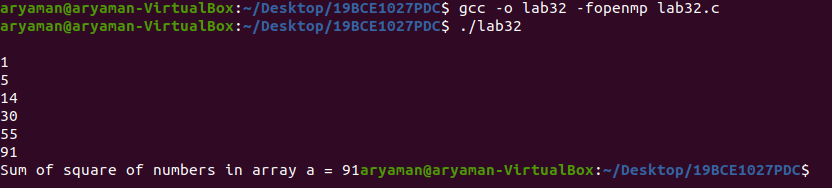 aryaman@aryaman-VirtualBox:~/Desktop/19BCE1027PDC$ gcc -o lab32 -fopenmp lab32.c
aryaman@aryaman-VirtualBox:~/Desktop/19BCE1027PDC$ ./lab32
1
5
14
30
55
91
Sum of square of numbers in array a = 91aryaman@aryaman-VirtualBox:~/Desktop/19BCE1027PDC$